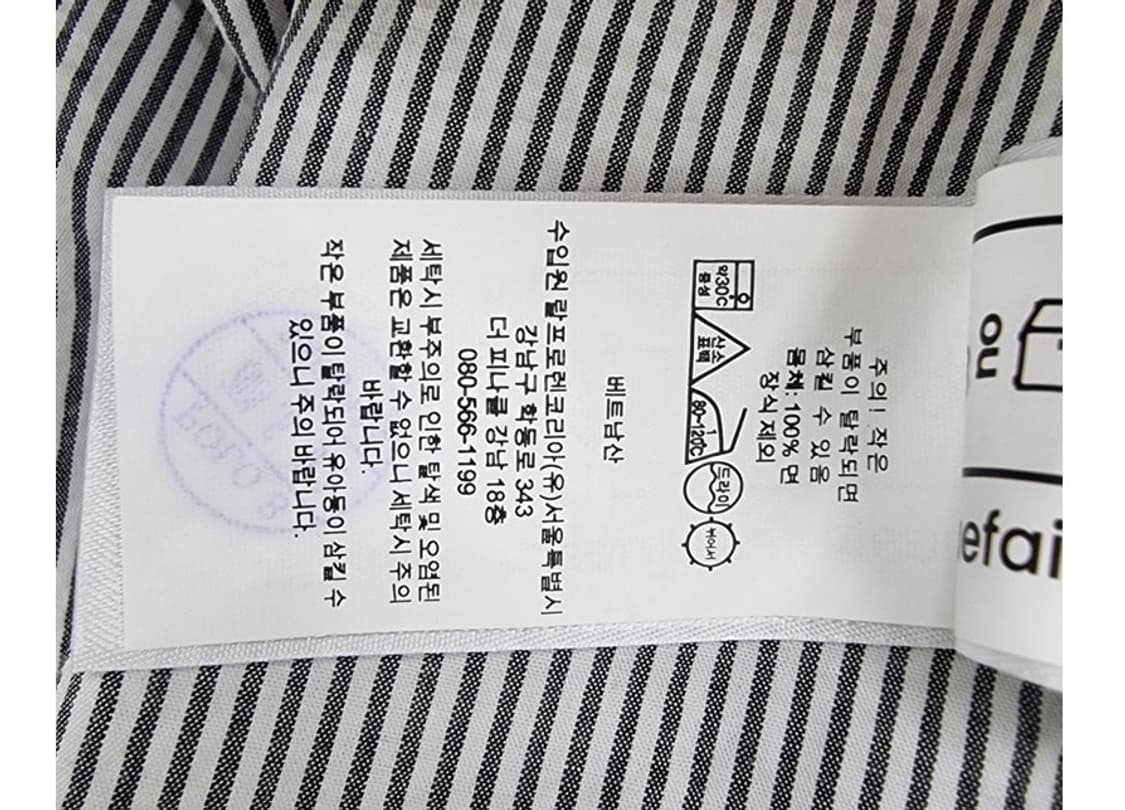 주의! 작은
부품이 탈락되면
삼킬 수 있음
몸체: 100% 면
장식 제외
약30℃
중성
산소
표백
80~120℃
드라이
뉘어서
베트남산
수입원 랄프로렌코리아(유)서울특별시
강남구 학동로 343
더 피나클 강남 18층
080-566-1199
세탁시 부주의로 인한 탈색 및 오염된
제품은 교환할 수 없으니 세탁시 주의
바랍니다.
작은 부품이 탈락되어 유아동이 삼킬 수
있으니 주의 바랍니다.
no
efai